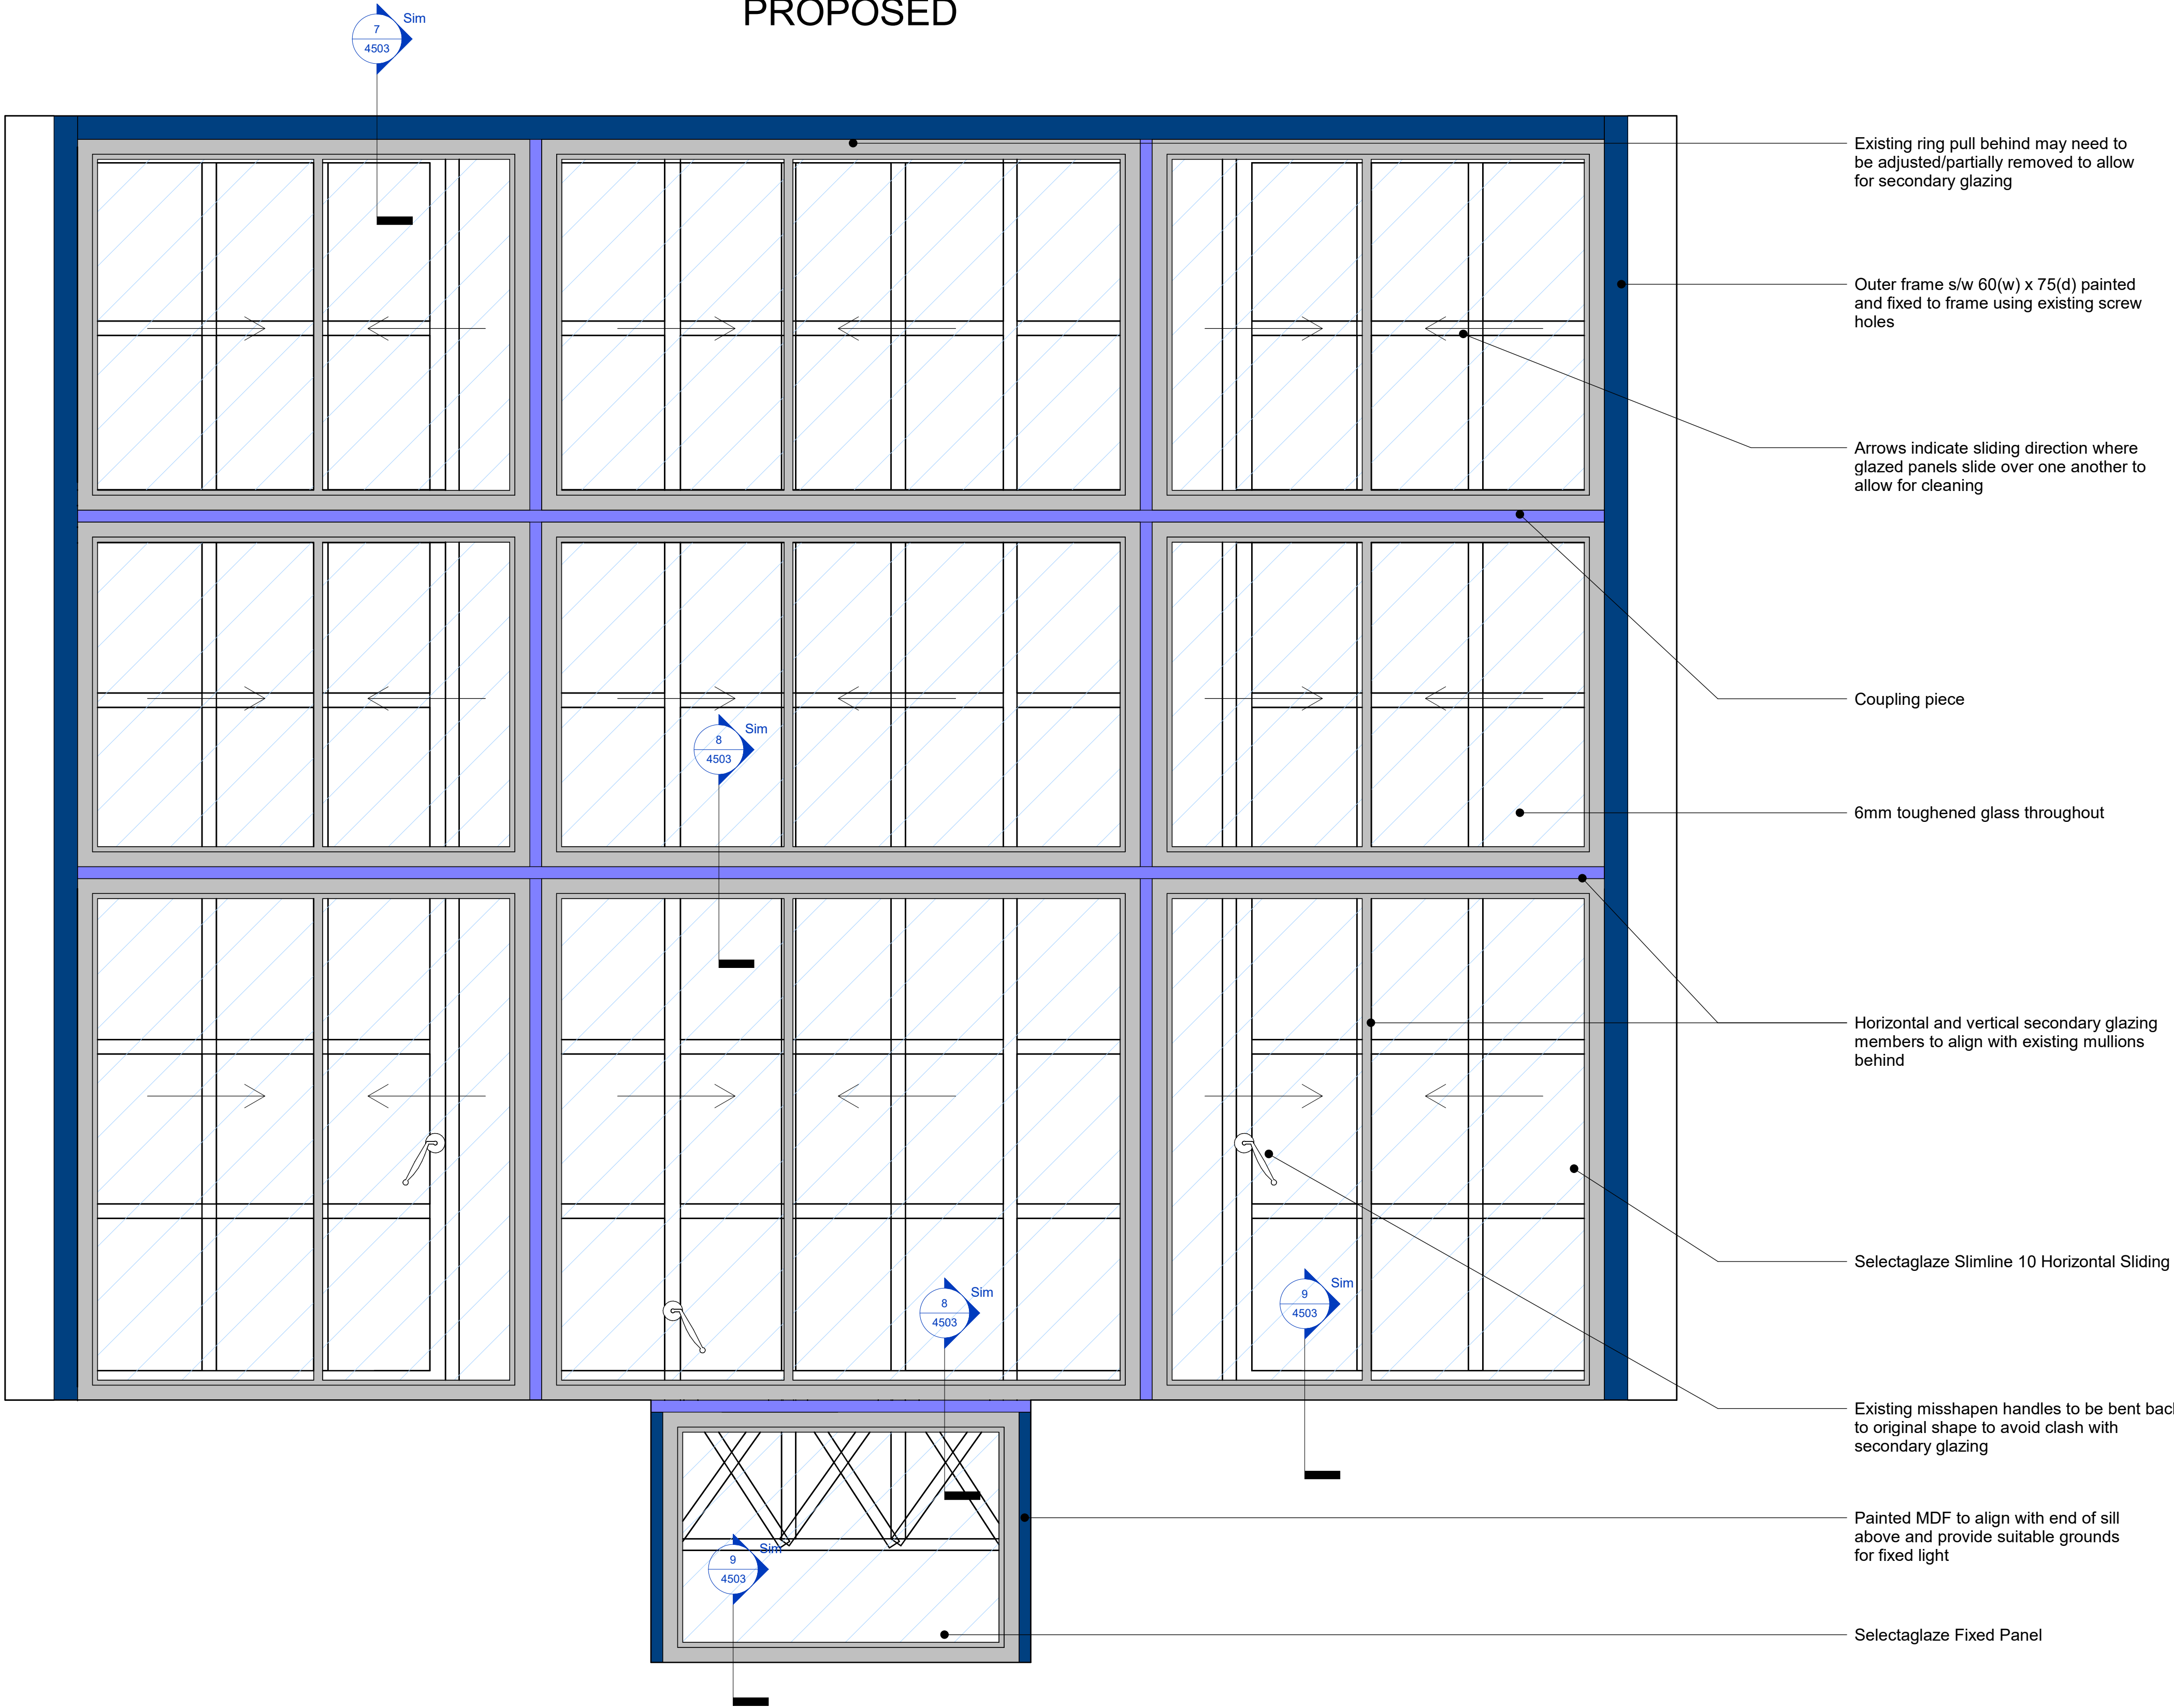 PROPOSED
7
4503
Sim
Existing ring pull behind may need to
be adjusted/partially removed to allow
for secondary glazing
Outer frame s/w 60(w) x 75(d) painted
and fixed to frame using existing screw
holes
Arrows indicate sliding direction where
glazed panels slide over one another to
allow for cleaning
Coupling piece
8
4503
Sim
6mm toughened glass throughout
Horizontal and vertical secondary glazing
members to align with existing mullions
behind
Selectaglaze Slimline 10 Horizontal Sliding
8
4503
Sim
9
4503
Sim
Existing misshapen handles to be bent bac
to original shape to avoid clash with
secondary glazing
Painted MDF to align with end of sill
above and provide suitable grounds
for fixed light
9
4503
Sim
Selectaglaze Fixed Panel